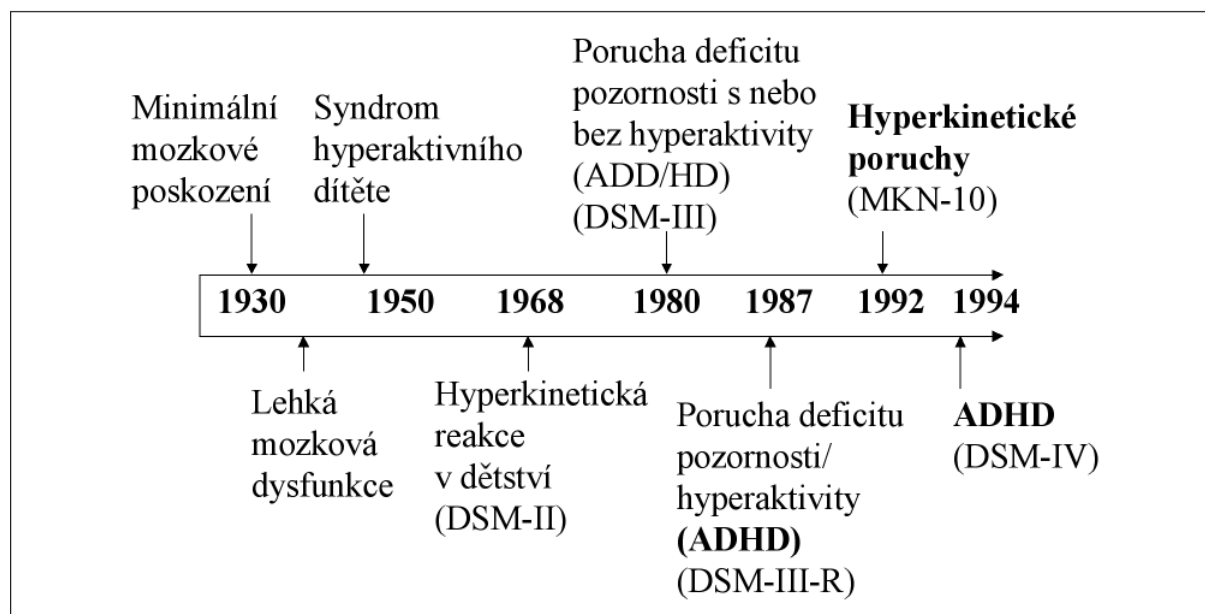 Minimální
mozkové
poskození
Syndrom
hyperaktivního
dítěte
Porucha deficitu
pozornosti s nebo
bez hyperaktivity
(ADD/HD)
(DSM-III)
Hyperkinetické
poruchy
(MKN-10)
1930 1950 1968 1980 1987 1992 1994
Lehká
mozková
dysfunkce
Hyperkinetická
reakce
v dětství
(DSM-II)
Porucha deficitu
pozornosti/
hyperaktivity
(ADHD)
(DSM-III-R)
ADHD
(DSM-IV)